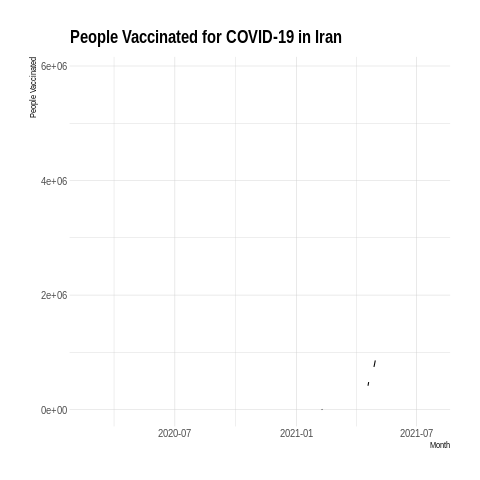 People Vaccinated for COVID-19 in Iran
People Vaccinated
6e+06
4e+06
2e+06
0e+00
2020-07
2021-01
2021-07
Month